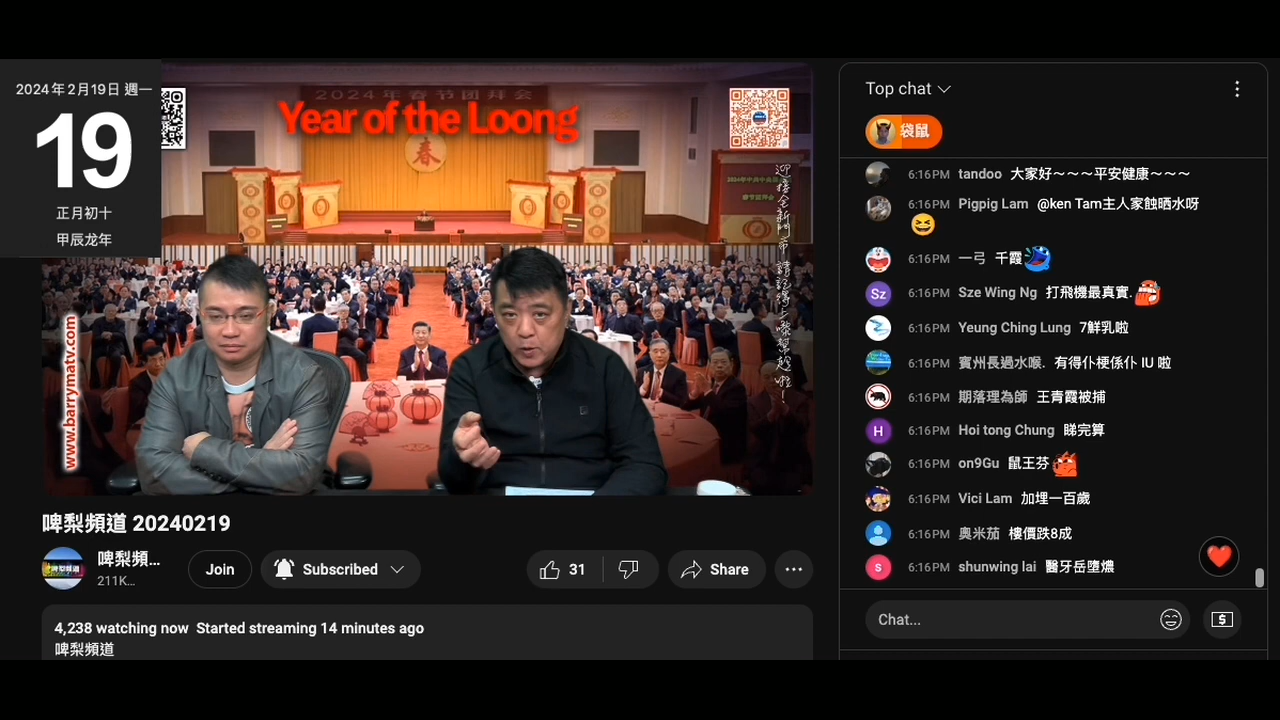 2024年2月19日 週一
19
正月初十
甲辰龙年
2024年春节团拜会
Year of the Loong
春
www.barrymatv.com
啤梨頻道 20240219
啤梨頻...
211K...
Join
Subscribed
31
Share
4,238 watching now Started streaming 14 minutes ago
啤梨頻道
Top chat
袋鼠
6:16PM tandoo 大家好～～～平安健康～～～
6:16PM Pigpig Lam @ken Tam主人家蝕晒水呀
😆
6:16PM 一弓 千霞
6:16PM Sze Wing Ng 打飛機最真實.
6:16PM Yeung Ching Lung 7鮮乳啦
6:16PM 賓州長過水喉. 有得仆梗係仆 IU 啦
6:16PM 期落理為師 王青霞被捕
6:16PM Hoi tong Chung 睇完算
6:16PM on9Gu 鼠王芬
6:16PM Vici Lam 加埋一百歲
6:16PM 奧米茄 樓價跌8成
6:16PM shunwing lai 醫牙岳墮㷫
Chat...